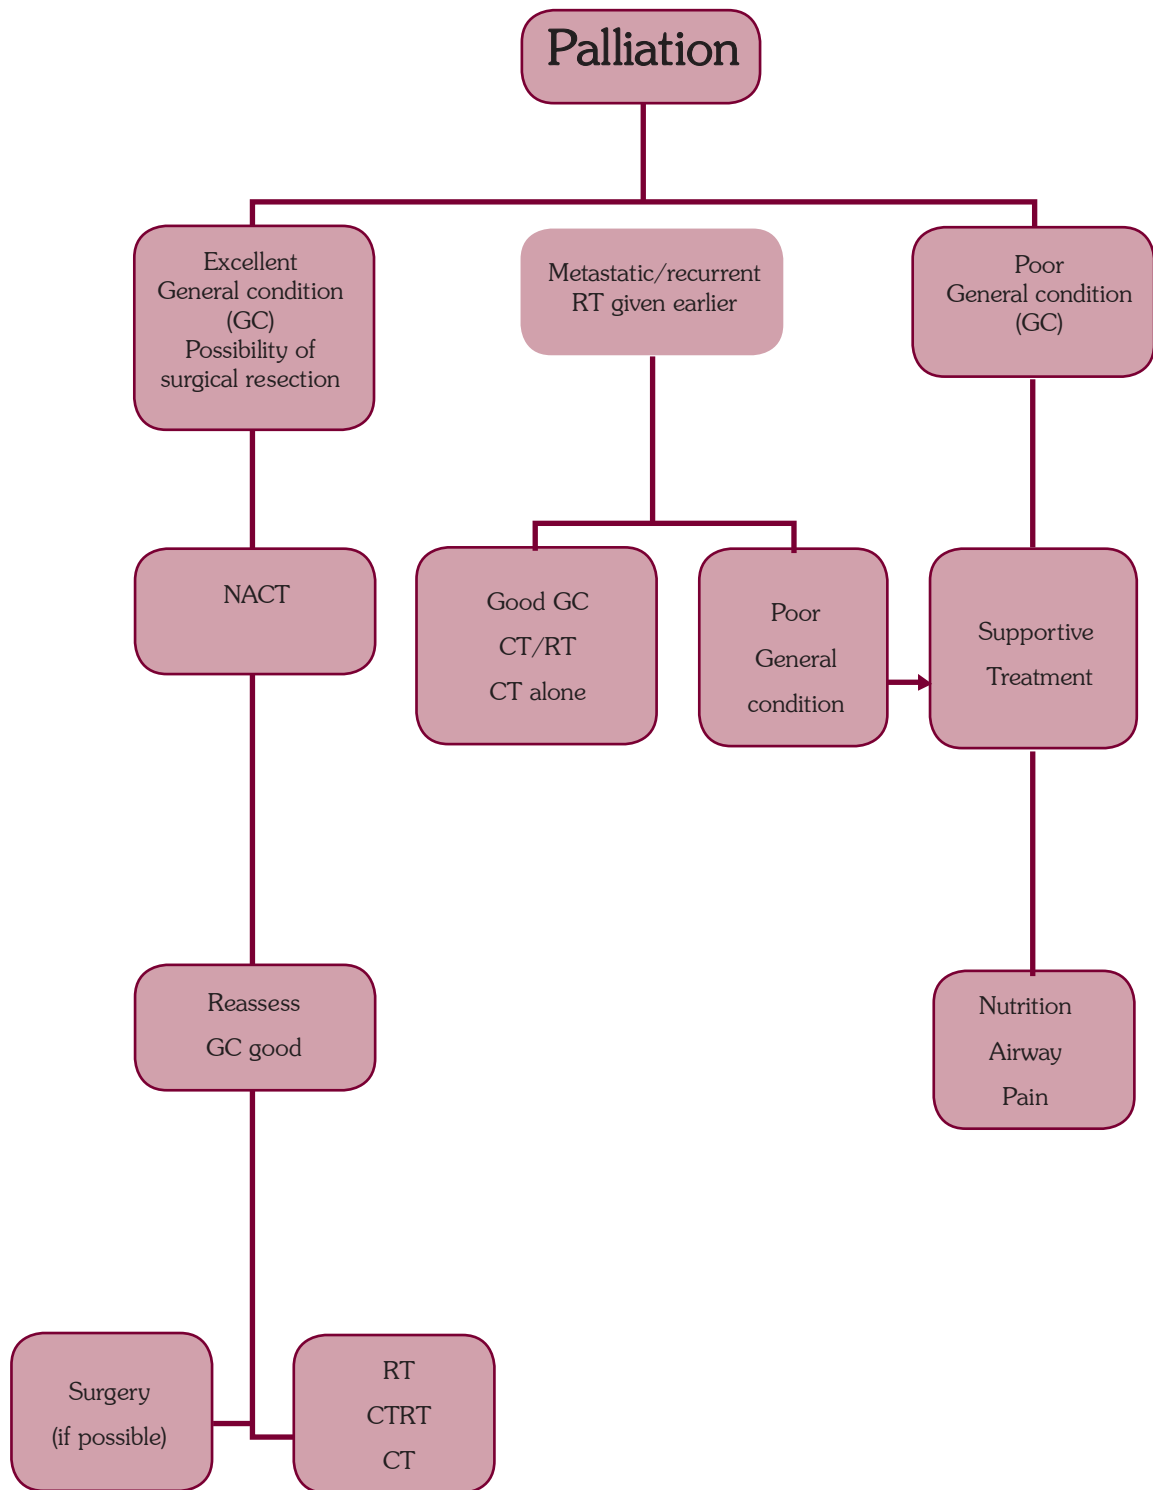 Palliation
Excellent
General condition
(GC)
Possibility of
surgical resection
Metastatic/recurrent
RT given earlier
Poor
General condition
(GC)
NACT
Good GC
CT/RT
CT alone
Poor
General
condition
Supportive
Treatment
Reassess
GC good
Nutrition
Airway
Pain
Surgery
(if possible)
RT
CTRT
CT